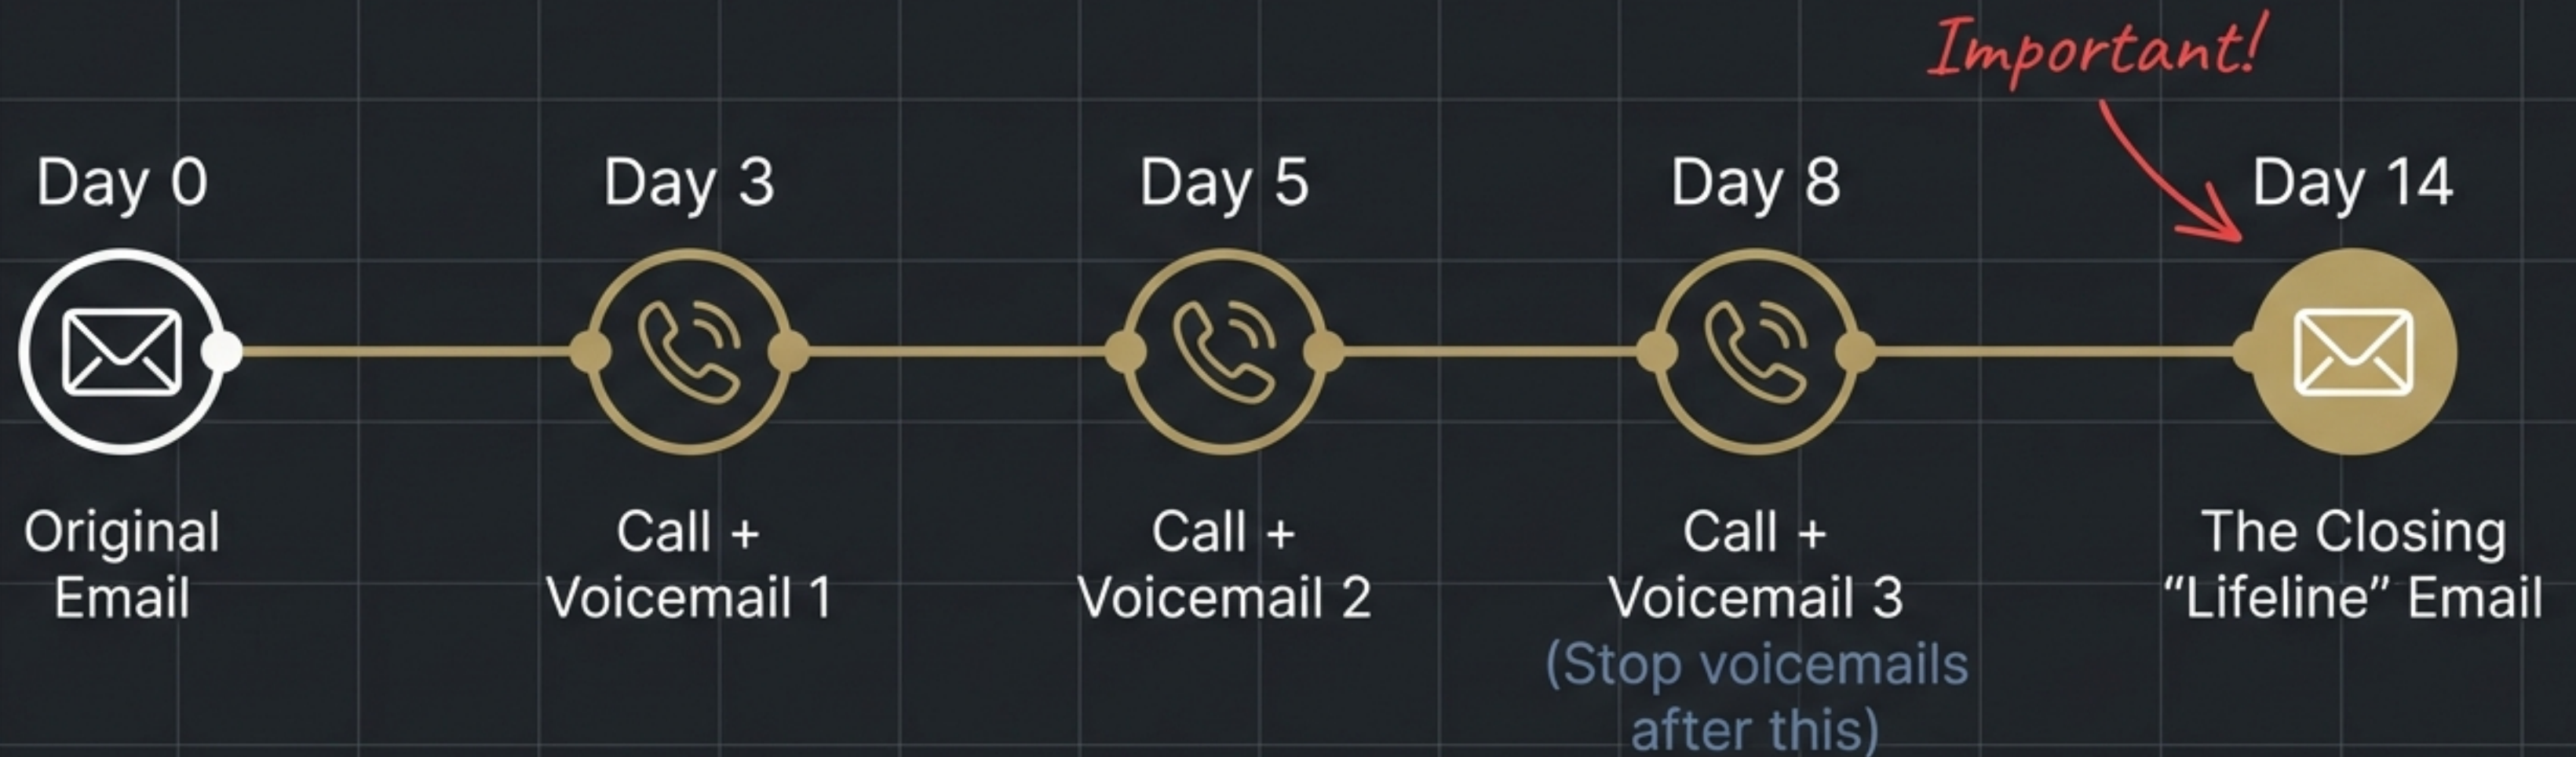 Important!
Day 0
Day 3
Day 5
Day 8
Day 14
Original
Email
Call +
Voicemail 1
Call +
Voicemail 2
Call +
Voicemail 3
(Stop voicemails
after this)
The Closing
“Lifeline” Email